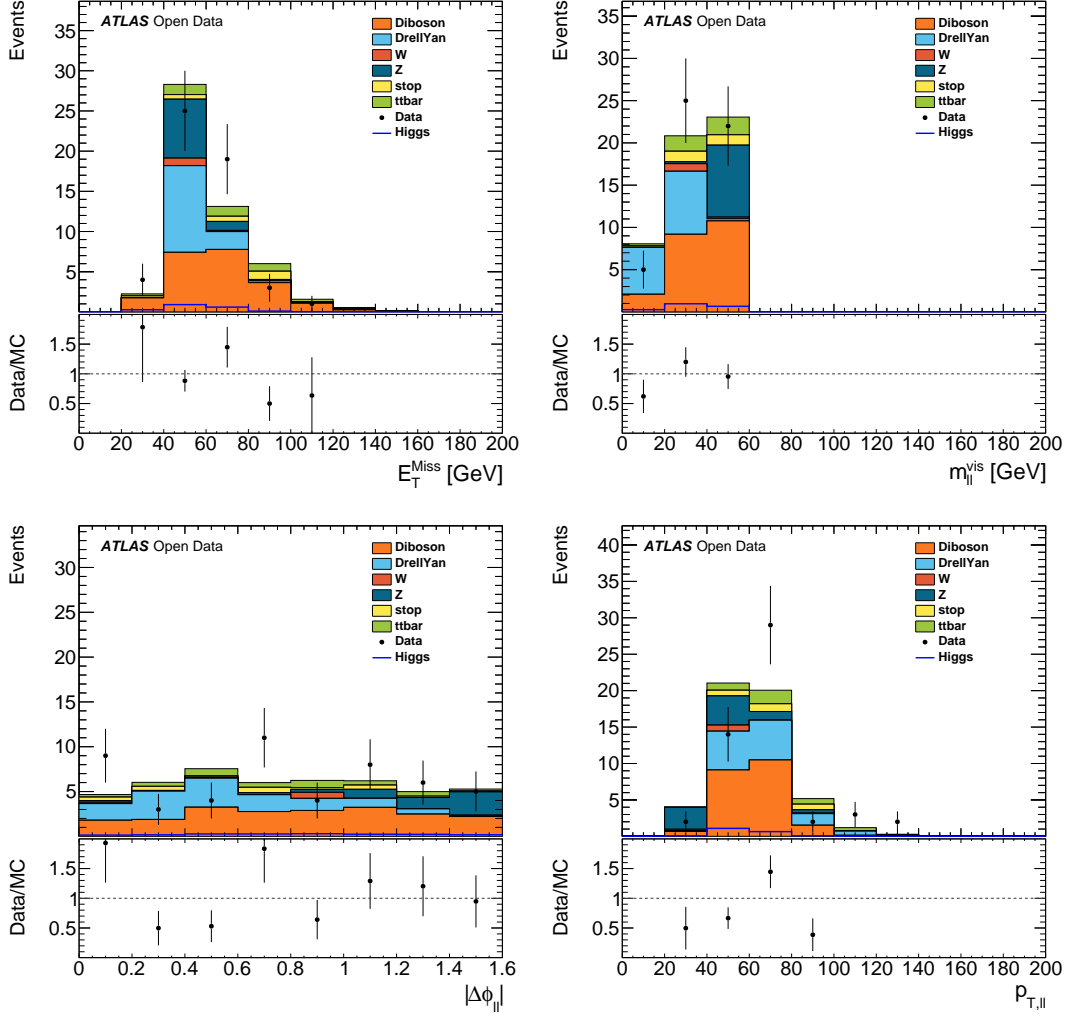 Events
ATLAS Open Data
Diboson
DrellYan
W
Z
stop
ttbar
Data
Higgs
35
30
25
20
15
10
5
Data/MC
1.5
1
0.5
0 20 40 60 80 100 120 140 160 180 200
E_T^Miss [GeV]
Events
ATLAS Open Data
Diboson
DrellYan
W
Z
stop
ttbar
Data
Higgs
35
30
25
20
15
10
5
Data/MC
1.5
1
0.5
0 20 40 60 80 100 120 140 160 180 200
m_ll^vis [GeV]
Events
ATLAS Open Data
Diboson
DrellYan
W
Z
stop
ttbar
Data
Higgs
30
25
20
15
10
5
Data/MC
1.5
1
0.5
0 0.2 0.4 0.6 0.8 1 1.2 1.4 1.6
|Δϕ_ll|
Events
ATLAS Open Data
Diboson
DrellYan
W
Z
stop
ttbar
Data
Higgs
40
35
30
25
20
15
10
5
Data/MC
1.5
1
0.5
0 20 40 60 80 100 120 140 160 180 200
p_T,ll